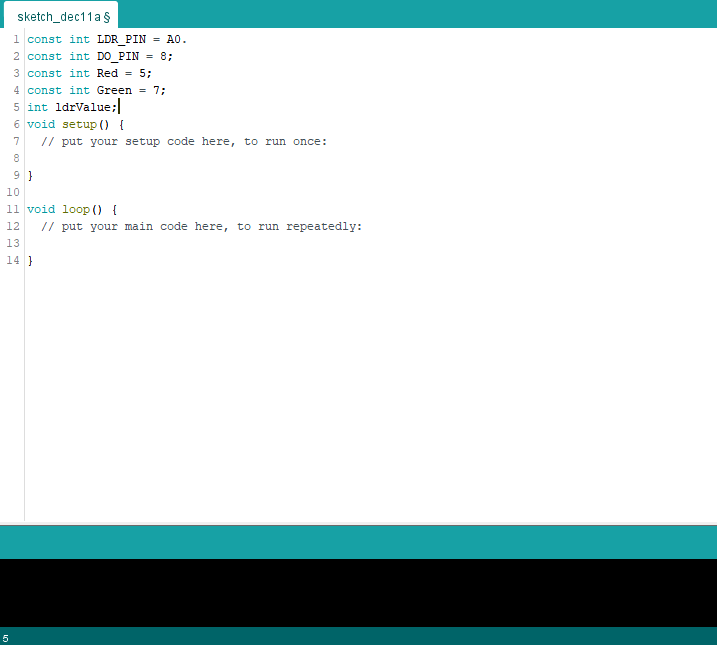 sketch_dec11a §
1 const int LDR_PIN = A0.
2 const int DO_PIN = 8;
3 const int Red = 5;
4 const int Green = 7;
5 int ldrValue;
6 void setup() {
7   // put your setup code here, to run once:
8
9 }
10
11 void loop() {
12   // put your main code here, to run repeatedly:
13
14 }
5